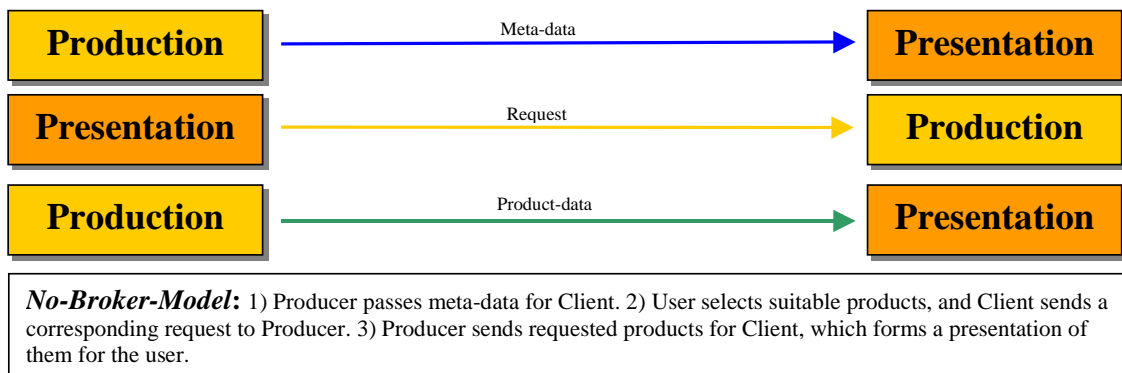 Production Meta-data Presentation
Presentation Request Production
Production Product-data Presentation
No-Broker-Model: 1) Producer passes meta-data for Client. 2) User selects suitable products, and Client sends a
corresponding request to Producer. 3) Producer sends requested products for Client, which forms a presentation of
them for the user.